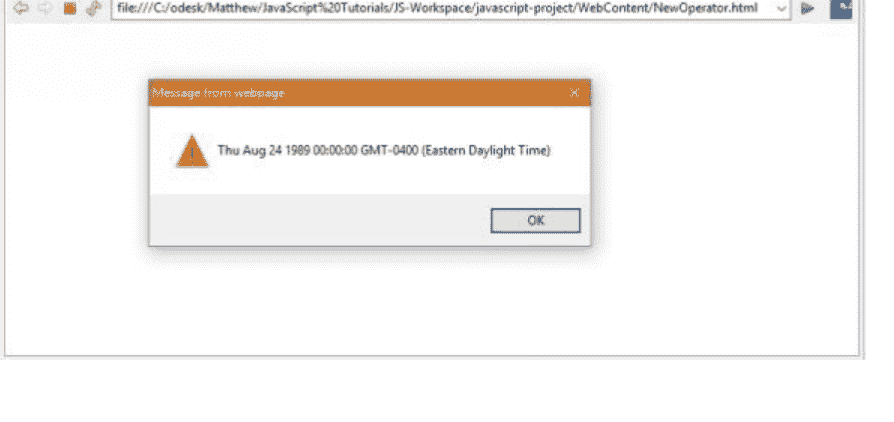 file:///C:/odesk/Matthew/JavaScript%20Tutorials/JS-Workspace/javascript-project/WebContent/NewOperator.html
Message from webpage
Thu Aug 24 1989 00:00:00 GMT-0400 (Eastern Daylight Time)
OK